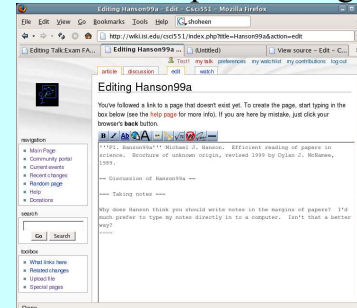 Editing Hanson99a - Edit - Csci551 - Mozilla Firefox
File Edit View Go Bookmarks Tools Help shoheen
http://wiki.isi.edu/csci551/index.php?title=Hanson99a&action=edit
Editing Talk:Exam FA... Editing Hanson99a ... (Untitled) View source - Edit - C...
Test1 my talk preferences my watchlist my contributions log out
article discussion edit watch
Editing Hanson99a
You've followed a link to a page that doesn't exist yet. To create the page, start typing in the
box below (see the help page for more info). If you are here by mistake, just click your
browser's back button.
'''P1. Hanson99a''' Michael J. Hanson. Efficient reading of papers in
science. Brochure of unknown origin, revised 1999 by Dylan J. McNamee,
1989.
== Discussion of Hanson99a ==
=== Taking notes ===
Why does Hanson think you should write notes in the margins of papers? I'd
much prefer to type my notes directly in to a computer. Isn't that a better
way?
~~~~
navigation
Main Page
Community portal
Current events
Recent changes
Random page
Help
Donations
search
Go Search
toolbox
What links here
Related changes
Upload file
Special pages